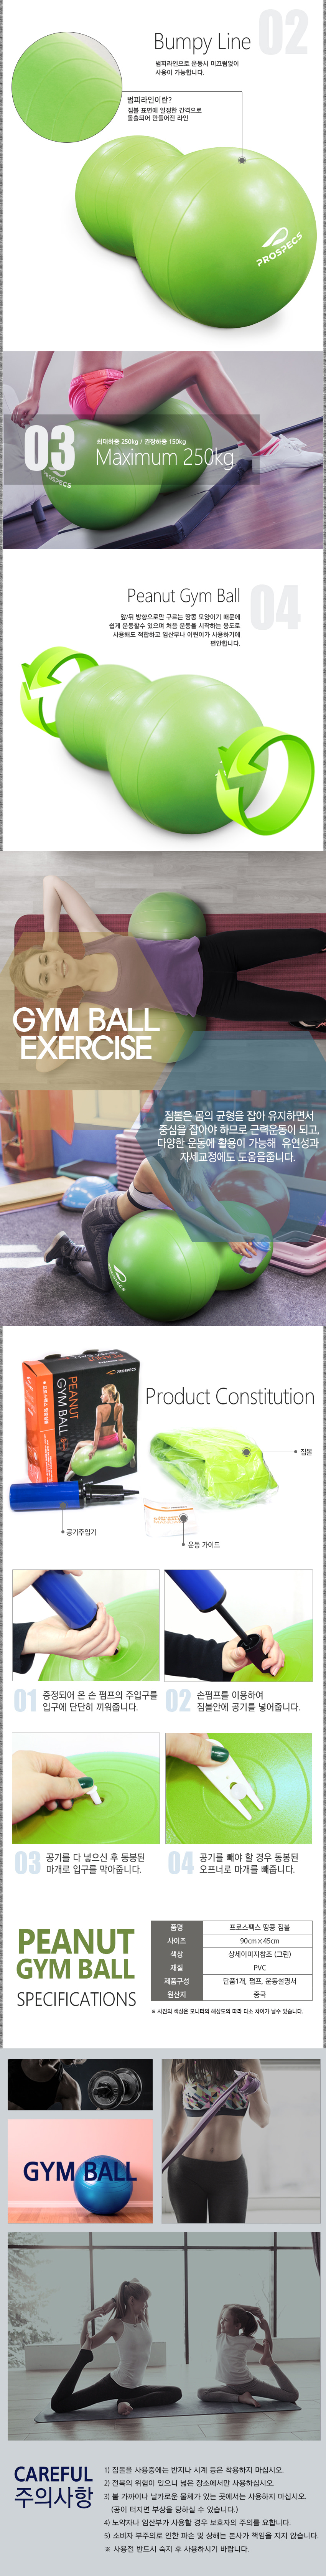 Bumpy Line
02
범퍼라인으로 운동시 미끄럼없이
사용이 가능합니다.
범퍼라인이란?
짐볼 표면에 일정한 간격으로
돌출되어 만들어진 라인
PROSPECS
03
최대하중 250kg / 권장하중 150kg
Maximum 250kg
PROSPECS
Peanut Gym Ball
04
앞/뒤 방향으로만 구르는 땅콩 모양이기 때문에
쉽게 운동할수 있으며 처음 운동을 시작하는 용도로
사용해도 적합하고 임산부나 어린이가 사용하기에
편안합니다.
GYM BALL
EXERCISE
짐볼은 몸의 균형을 잡아 유지하면서
중심을 잡아야 하므로 근력운동이 되고,
다양한 운동에 활용이 가능해 유연성과
자세교정에도 도움을줍니다.
PROSPECS
Product Constitution
PROSPECS
PEANUT
GYM BALL
짐볼
공기주입기
운동 가이드
01 증정되어 온 손 펌프의 주입구를
입구에 단단히 끼워줍니다.
02 손펌프를 이용하여
짐볼안에 공기를 넣어줍니다.
03 공기를 다 넣으신 후 동봉된
마개로 입구를 막아줍니다.
04 공기를 빼야 할 경우 동봉된
오프너로 마개를 빼줍니다.
PEANUT
GYM BALL
SPECIFICATIONS
품명 프로스펙스 땅콩 짐볼
사이즈 90cm×45cm
색상 상세이미지참조 (그린)
재질 PVC
제품구성 단품1개, 펌프, 운동설명서
원산지 중국
※ 사진의 색상은 모니터의 해상도의 따라 다소 차이가 날수 있습니다.
GYM BALL
CAREFUL
주의사항
1) 짐볼을 사용중에는 반지나 시계 등은 착용하지 마십시오.
2) 전복의 위험이 있으니 넓은 장소에서만 사용하십시오.
3) 불 가까이나 날카로운 물체가 있는 곳에서는 사용하지 마십시오.
(공이 터지면 부상을 당하실 수 있습니다.)
4) 노약자나 임산부가 사용할 경우 보호자의 주의를 요합니다.
5) 소비자 부주의로 인한 파손 및 상해는 본사가 책임을 지지 않습니다.
※ 사용전 반드시 숙지 후 사용하시기 바랍니다.